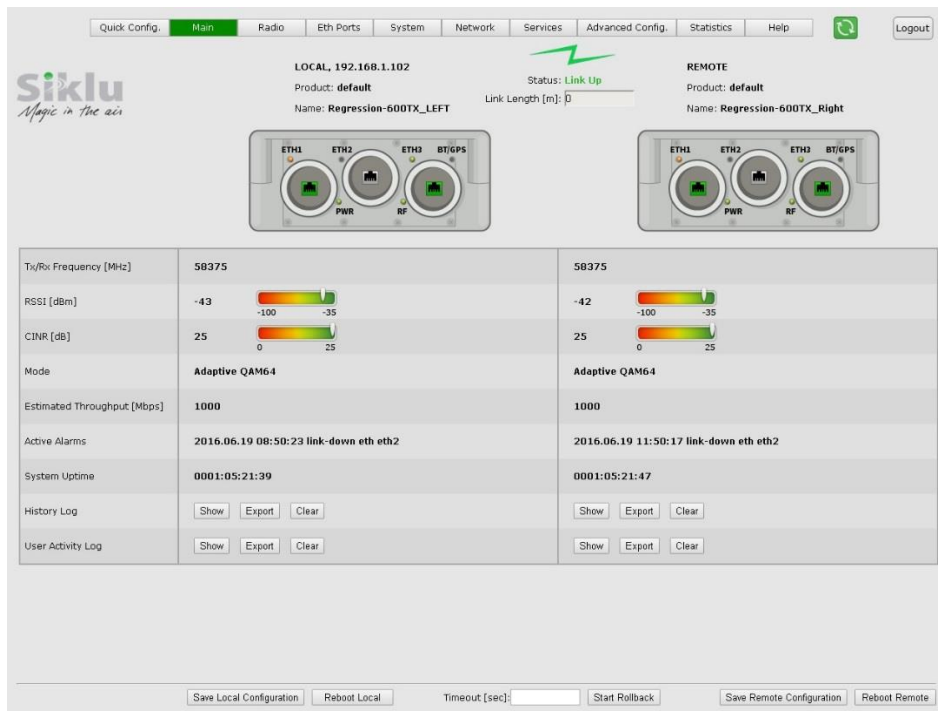 Quick Config. Main Radio Eth Ports System Network Services Advanced Config. Statistics Help Logout
Siklu
Magic in the air
LOCAL, 192.168.1.102
Product: default
Name: Regression-600TX_LEFT
Status: Link Up
Link Length [m]: 0
REMOTE
Product: default
Name: Regression-600TX_Right
ETH1 ETH2 ETH3 BT/GPS
PWR RF
ETH1 ETH2 ETH3 BT/GPS
PWR RF
Tx/Rx Frequency [MHz] 58375 58375
RSSI [dBm] -43 -42
-100 -35 -100 -35
CINR [dB] 25 25
0 25 0 25
Mode Adaptive QAM64 Adaptive QAM64
Estimated Throughput [Mbps] 1000 1000
Active Alarms 2016.06.19 08:50:23 link-down eth eth2 2016.06.19 11:50:17 link-down eth eth2
System Uptime 0001:05:21:39 0001:05:21:47
History Log Show Export Clear Show Export Clear
User Activity Log Show Export Clear Show Export Clear
Save Local Configuration Reboot Local Timeout [sec]: Start Rollback Save Remote Configuration Reboot Remote